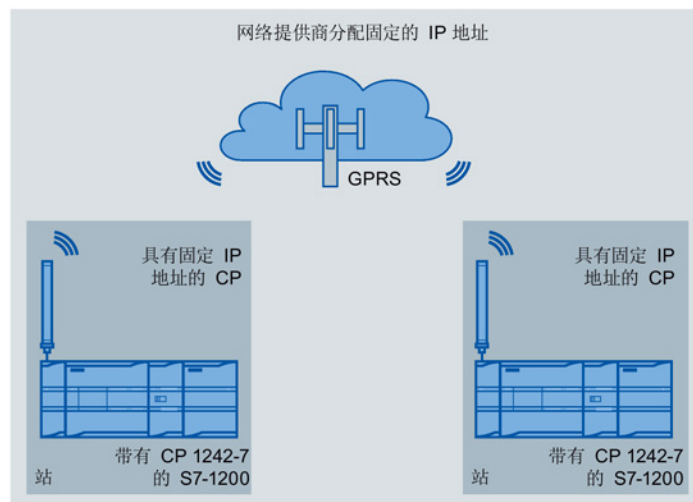 网络提供商分配固定的 IP 地址
GPRS
具有固定 IP
地址的 CP
带有 CP 1242-7
的 S7-1200
站
具有固定 IP
地址的 CP
带有 CP 1242-7
的 S7-1200
站